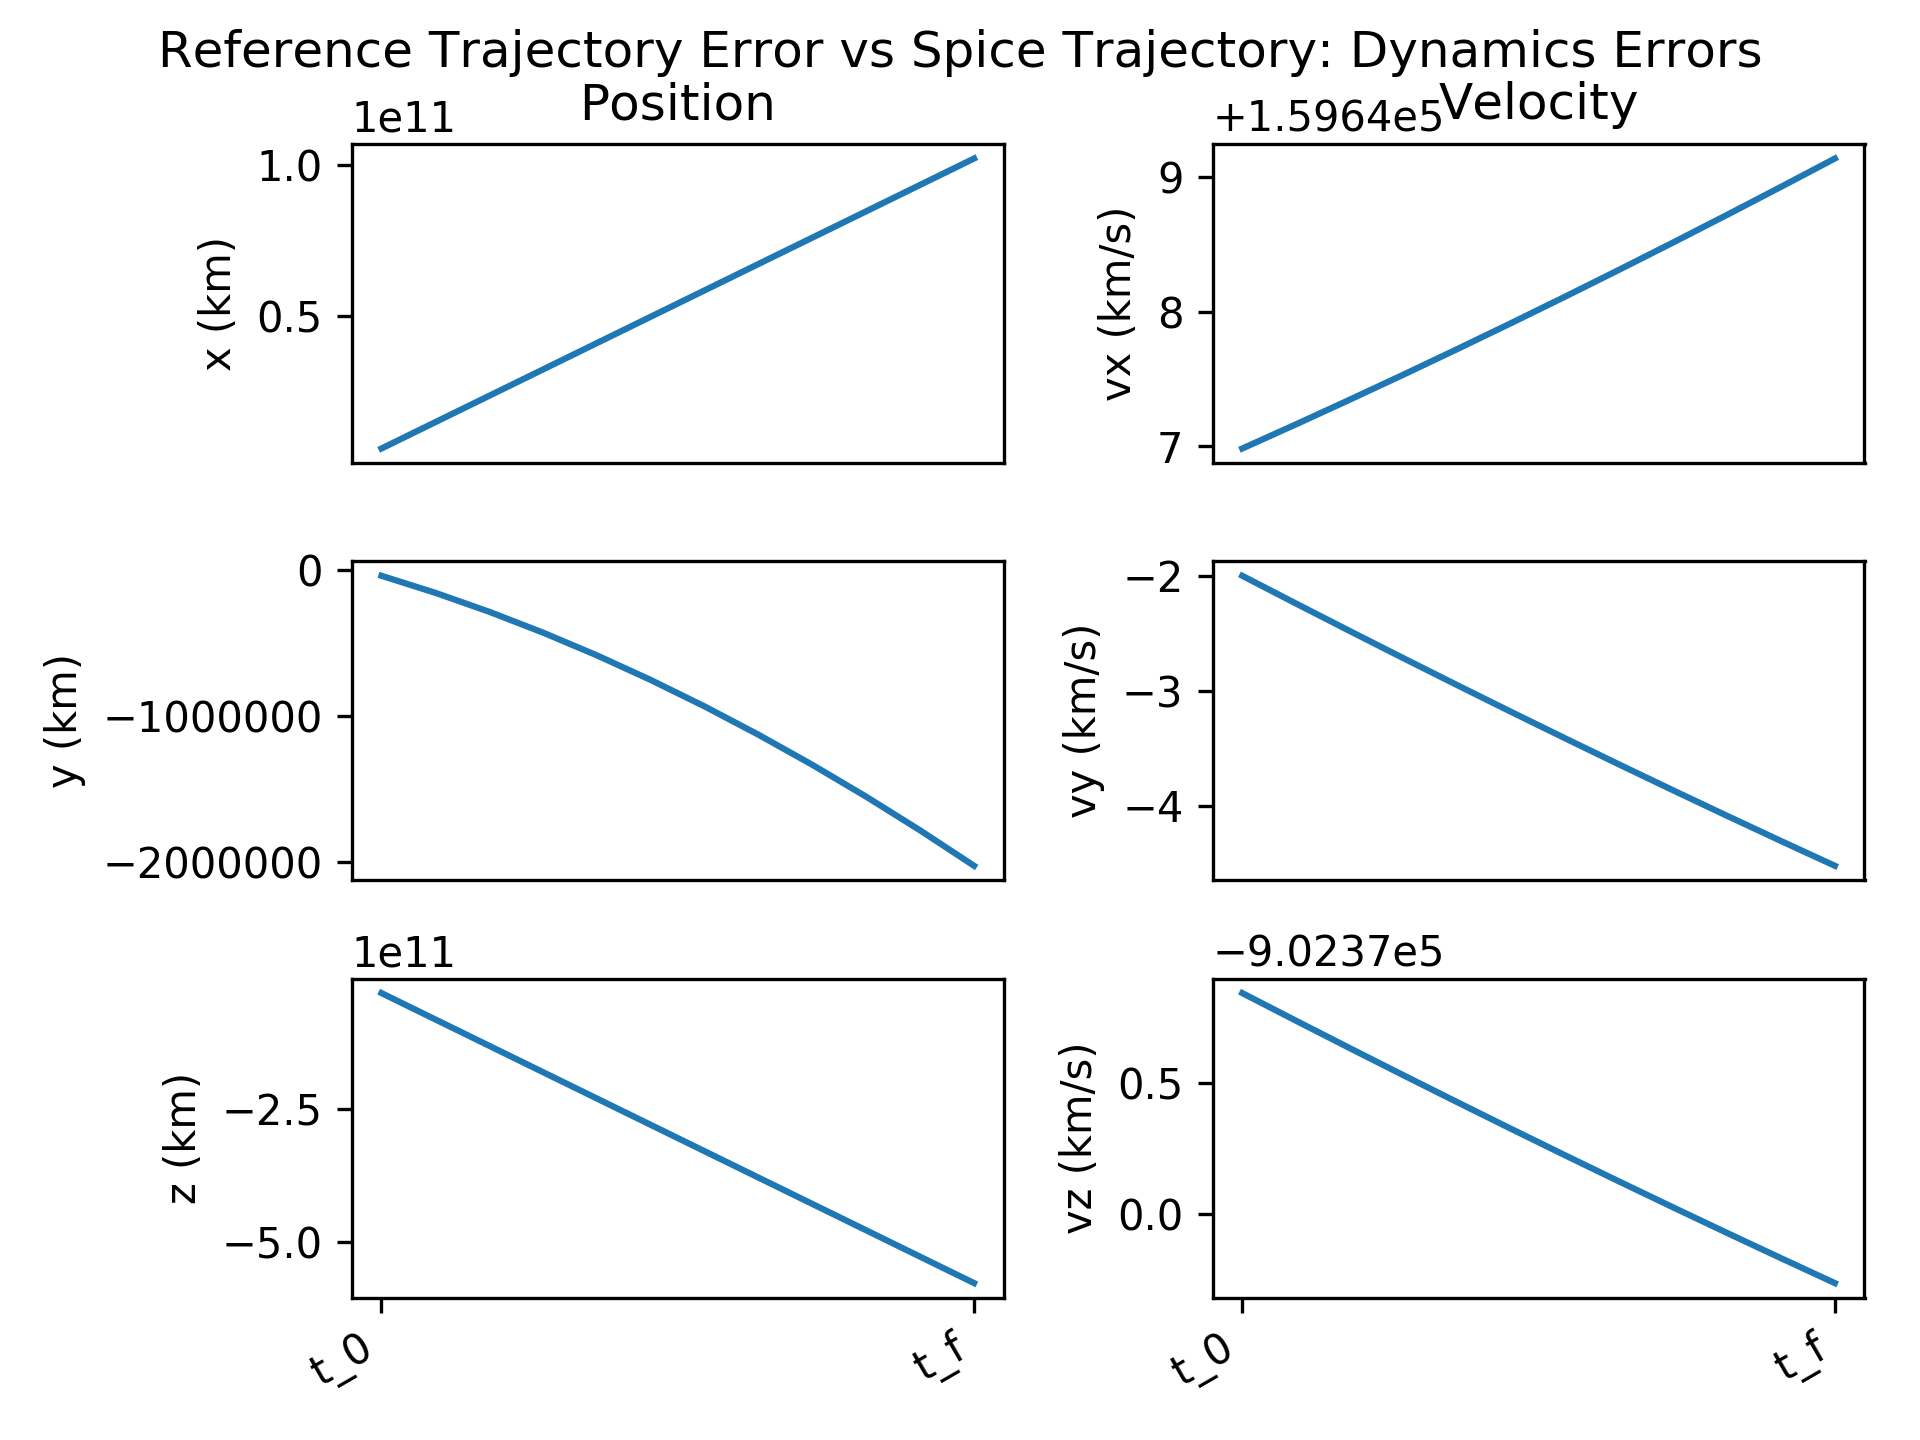 Reference Trajectory Error vs Spice Trajectory: Dynamics Errors
Position
Velocity
1e11
+1.5964e5
1.0
0.5
x (km)
9
8
7
vx (km/s)
0
−1000000
−2000000
y (km)
−2
−3
−4
vy (km/s)
1e11
−9.0237e5
−2.5
−5.0
z (km)
0.5
0.0
vz (km/s)
t_0
t_f
t_0
t_f